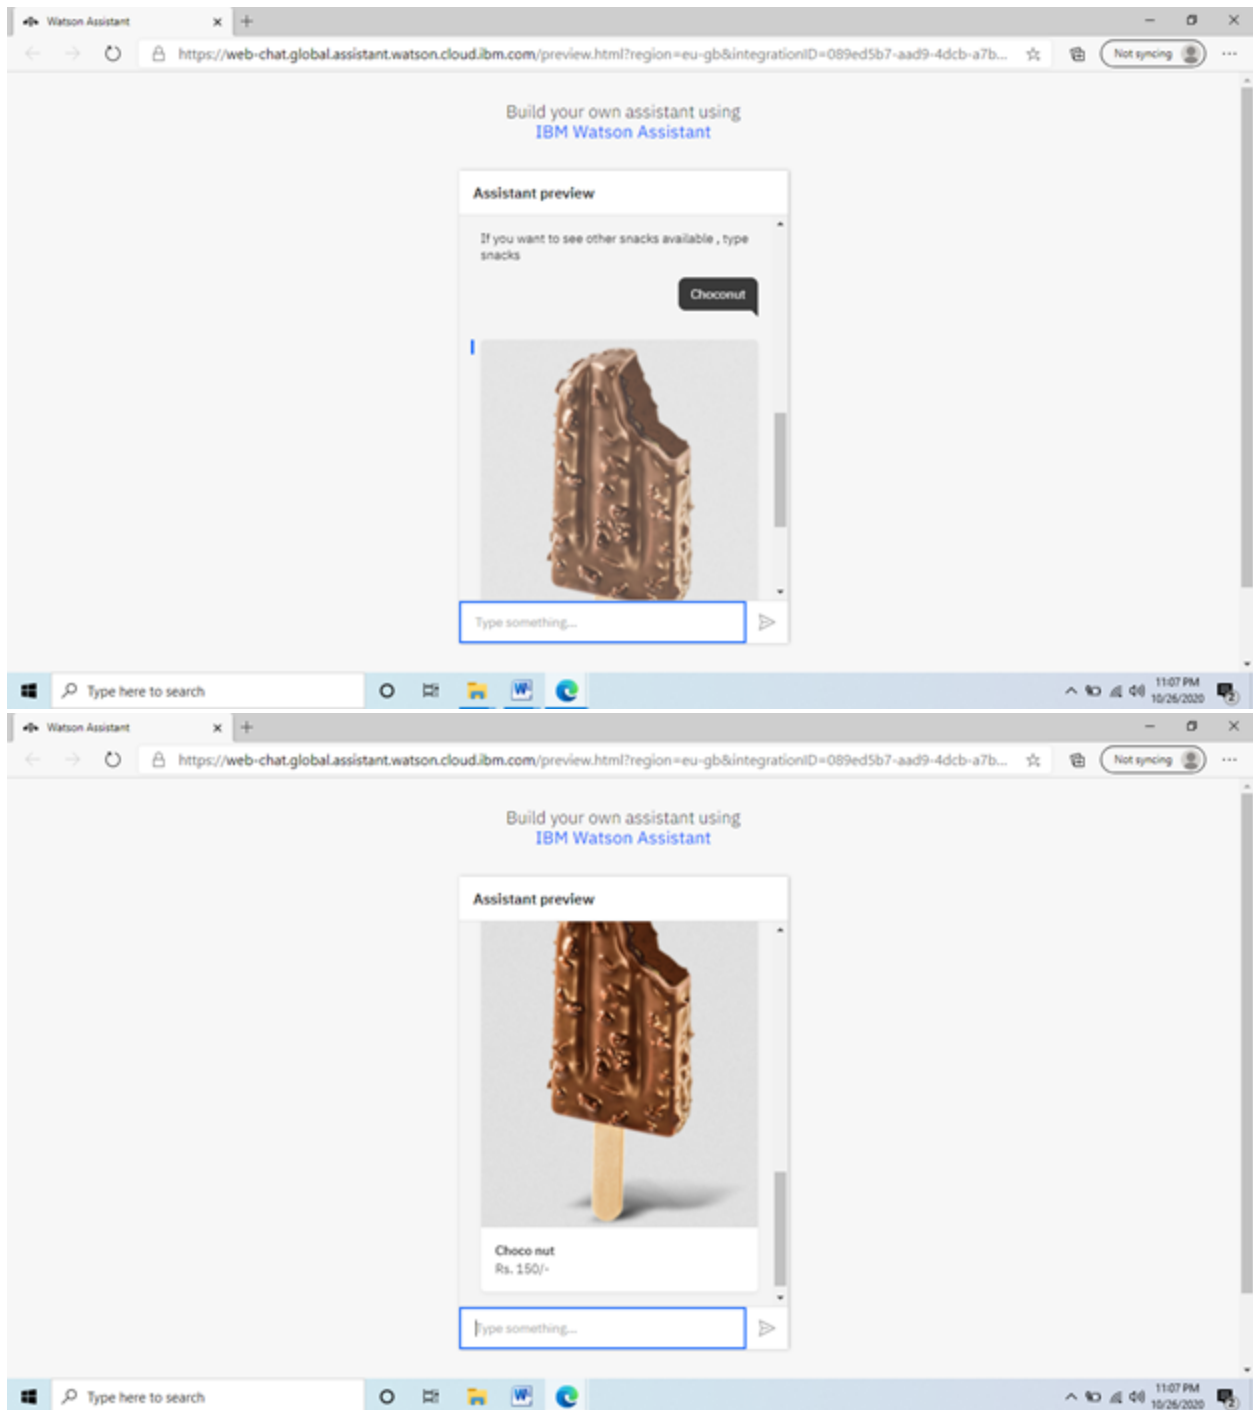 Watson Assistant
https://web-chat.global.assistant.watson.cloud.ibm.com/preview.html?region=eu-gb&integrationID=089ed5b7-aad9-4dcb-a7b...
Not syncing
Build your own assistant using
IBM Watson Assistant
Assistant preview
If you want to see other snacks available , type
snacks
Choconut
Type something...
Type here to search
W
11:07 PM
10/26/2020
2
Watson Assistant
https://web-chat.global.assistant.watson.cloud.ibm.com/preview.html?region=eu-gb&integrationID=089ed5b7-aad9-4dcb-a7b...
Not syncing
Build your own assistant using
IBM Watson Assistant
Assistant preview
Choco nut
Rs. 150/-
Type something...
Type here to search
W
11:07 PM
10/26/2020
2